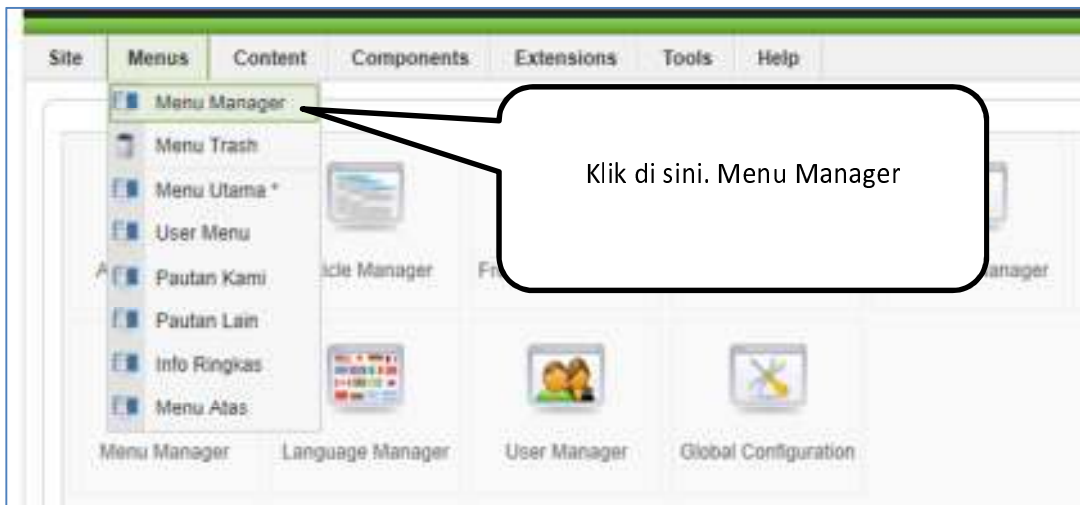 Site Menus Content Components Extensions Tools Help
Menu Manager
Menu Trash
Menu Utama *
User Menu
Pautan Kami
Pautan Lain
Info Ringkas
Menu Atas
Klik di sini. Menu Manager
Manager
Menu Manager Language Manager User Manager Global Configuration